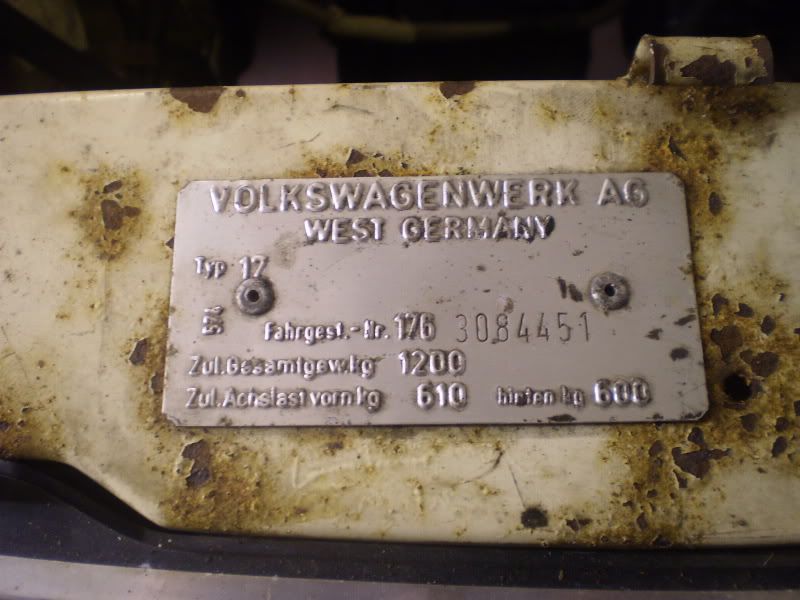 VOLKSWAGENWERK AG
WEST GERMANY
Typ 17
Fahrgest.-Nr. 176 3084451
Zul.Gesamtgew.kg 1200
Zul.Achslast vorn kg 610 hinten kg 600